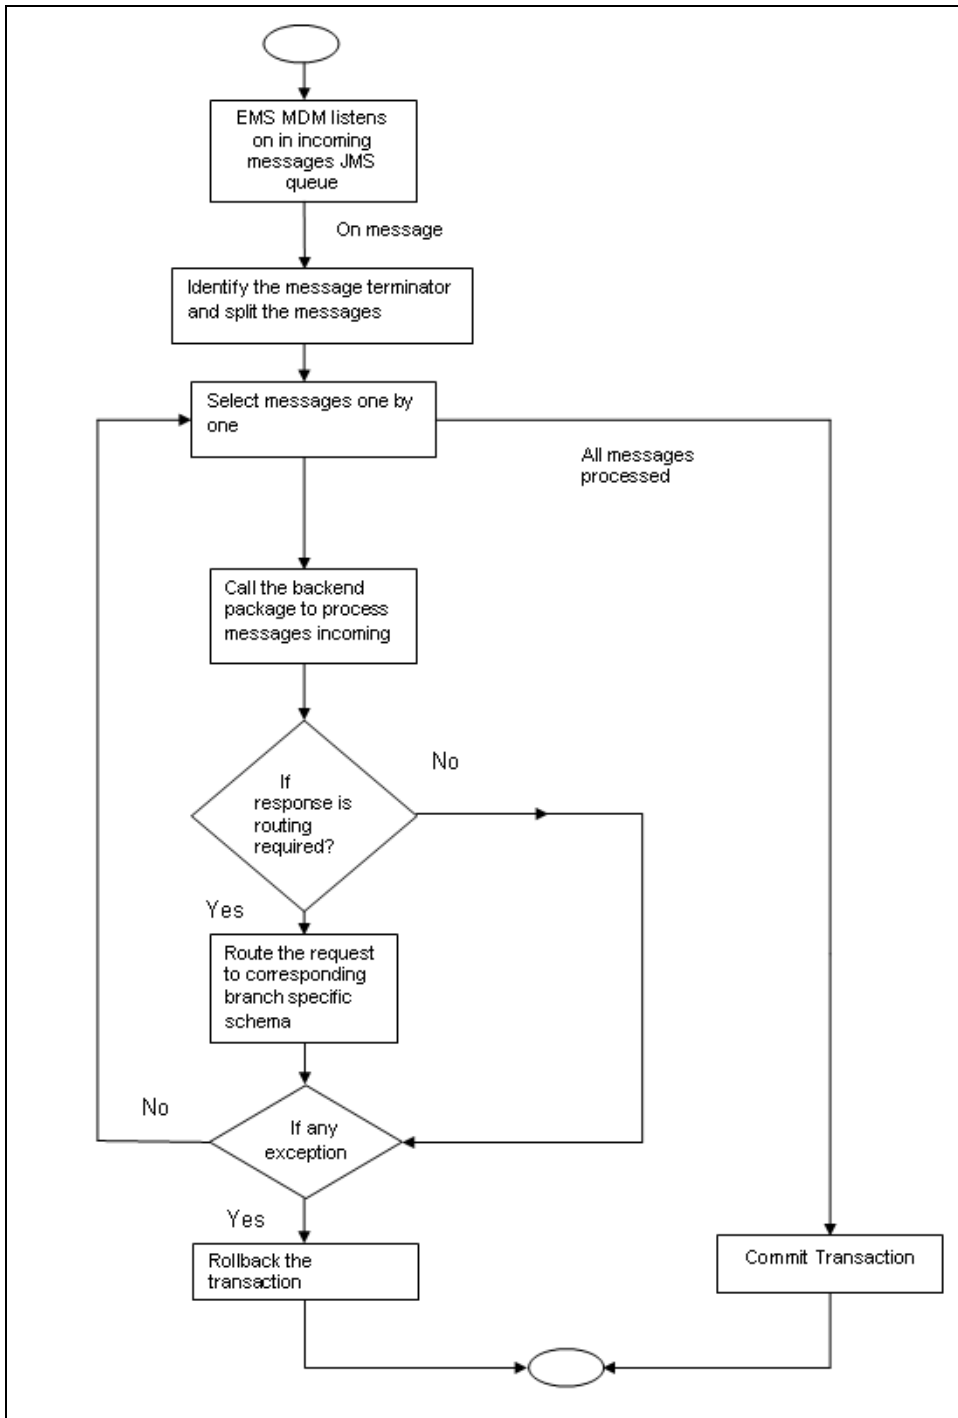 EMS MDM listens
on in incoming
messages JMS
queue
On message
Identify the message terminator
and split the messages
Select messages one by
one
All messages
processed
Call the backend
package to process
messages incoming
If
response is
routing
required?
No
Yes
Route the request
to corresponding
branch specific
schema
No
If any
exception
Yes
Rollback the
transaction
Commit Transaction